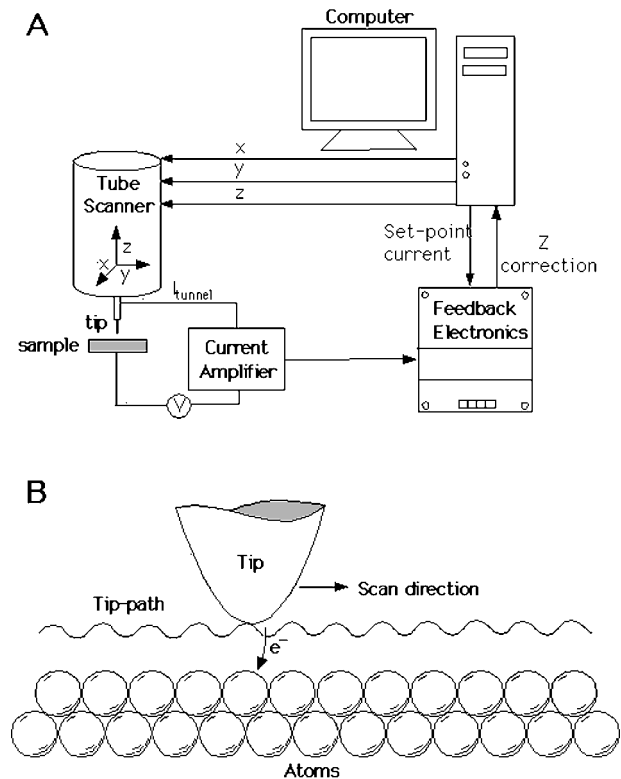 A
Computer
x
y
z
Tube
Scanner
z
x
y
Set-point
current
Z
correction
Itunnel
tip
sample
Current
Amplifier
Feedback
Electronics
V
B
Tip
Scan direction
Tip-path
e−
Atoms